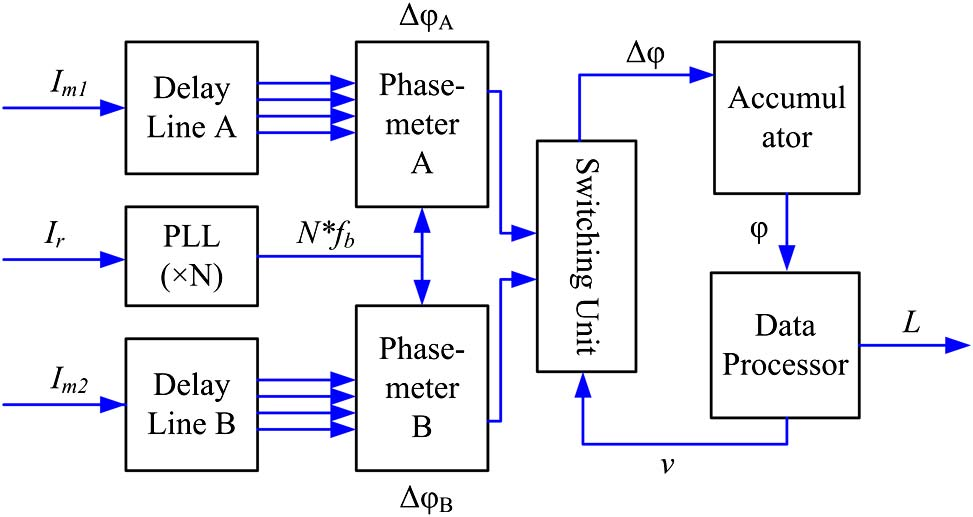 ΔφA
Im1
Delay
Line A
Phase-
meter
A
Δφ
Accumul
ator
Switching Unit
Ir
PLL
(×N)
N*fb
φ
Im2
Delay
Line B
Phase-
meter
B
Data
Processor
L
v
ΔφB